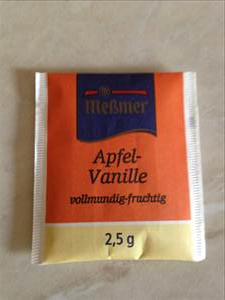 Meßmer
Apfel-
Vanille
vollmundig-fruchtig
2,5 g